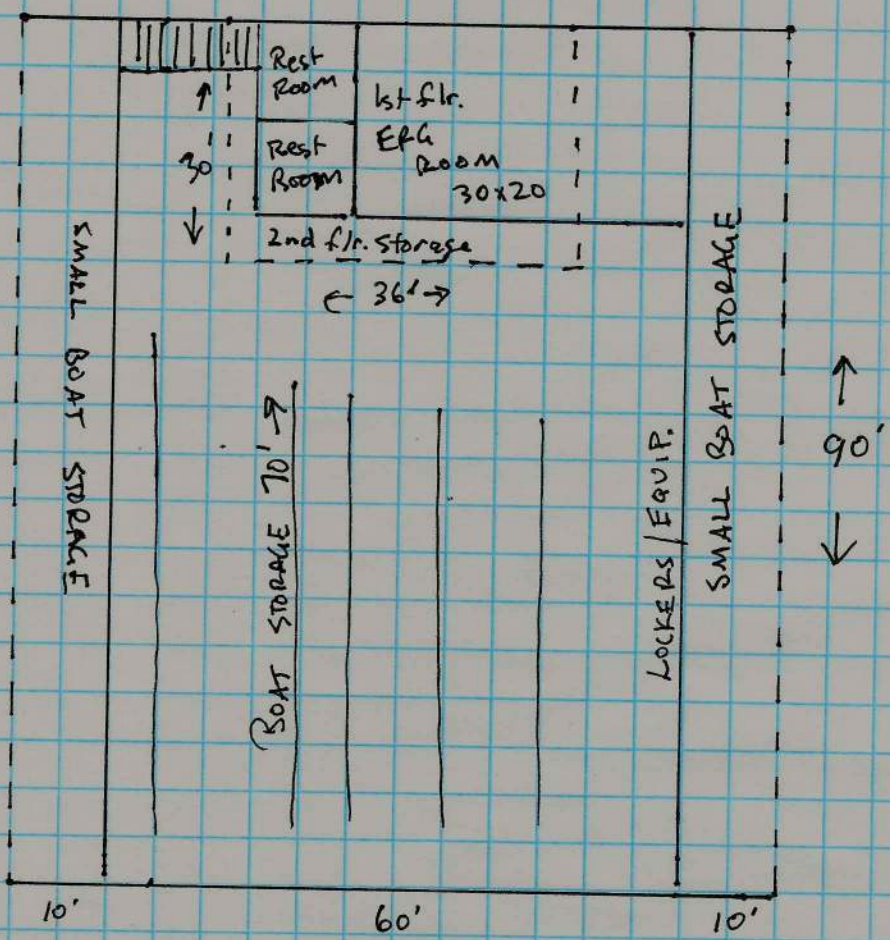 Rest
Room
1st flr.
ERG
ROOM
30x20
30'
Rest
Room
2nd flr. storage
36'
SMALL BOAT STORAGE
BOAT STORAGE 70'
LOCKERS/EQUIP.
SMALL BOAT STORAGE
90'
10'
60'
10'